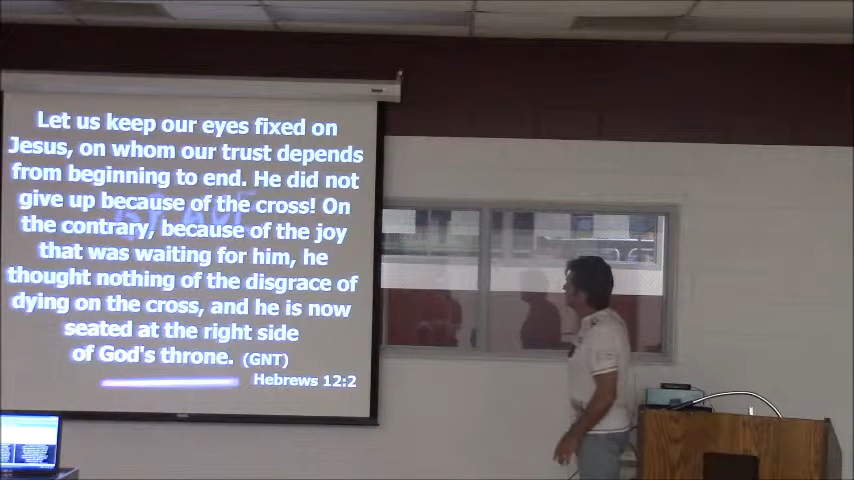 Let us keep our eyes fixed on
Jesus, on whom our trust depends
from beginning to end. He did not
give up because of the cross! On
the contrary, because of the joy
that was waiting for him, he
thought nothing of the disgrace of
dying on the cross, and he is now
seated at the right side
of God's throne. (GNT)
Hebrews 12:2